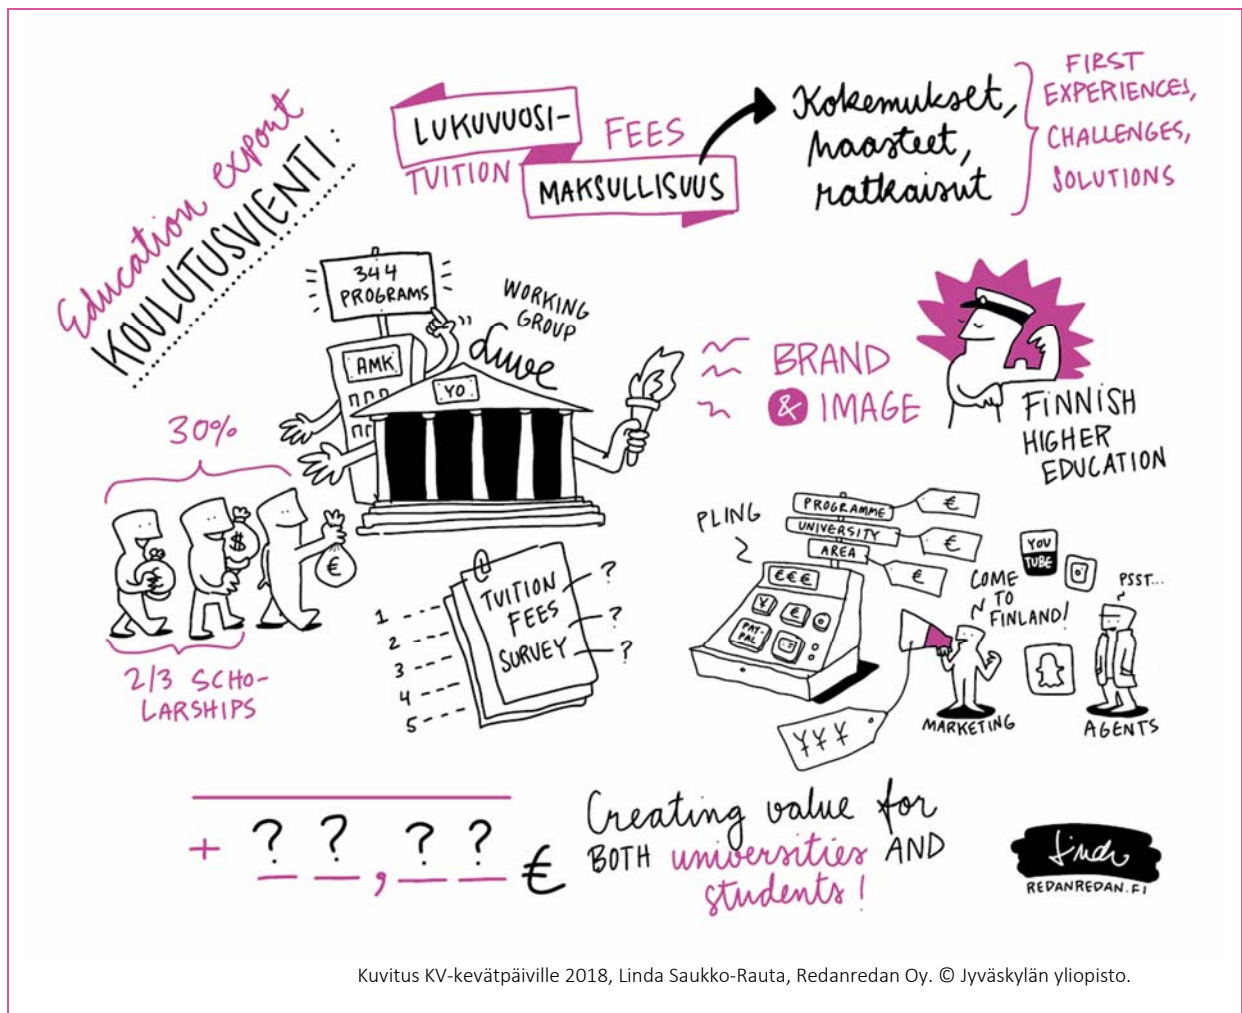 Education export
KOULUTUSVIENTI:
LUKUVUOSI-
TUITION
FEES
MAKSULLISUUS
Kokemukset,
haasteet,
ratkaisut
FIRST
EXPERIENCES,
CHALLENGES,
SOLUTIONS
344
PROGRAMS
WORKING
GROUP
AMK
YO
BRAND
& IMAGE
FINNISH
HIGHER
EDUCATION
30%
€
$
€
2/3 SCHO-
LARSHIPS
1
2
3
4
5
TUITION
FEES
SURVEY
?
?
?
PLING
PROGRAMME
UNIVERSITY
AREA
€
€
€
€€€
¥
€
PAY-
PAL
¥¥¥
COME
TO
FINLAND!
MARKETING
YOU
TUBE
PSST...
AGENTS
+ ? ? , ? ? €
Creating value for
BOTH universities AND
students!
Linda
REDANREDAN.FI
Kuvitus KV-kevätpäiville 2018, Linda Saukko-Rauta, Redanredan Oy. © Jyväskylän yliopisto.